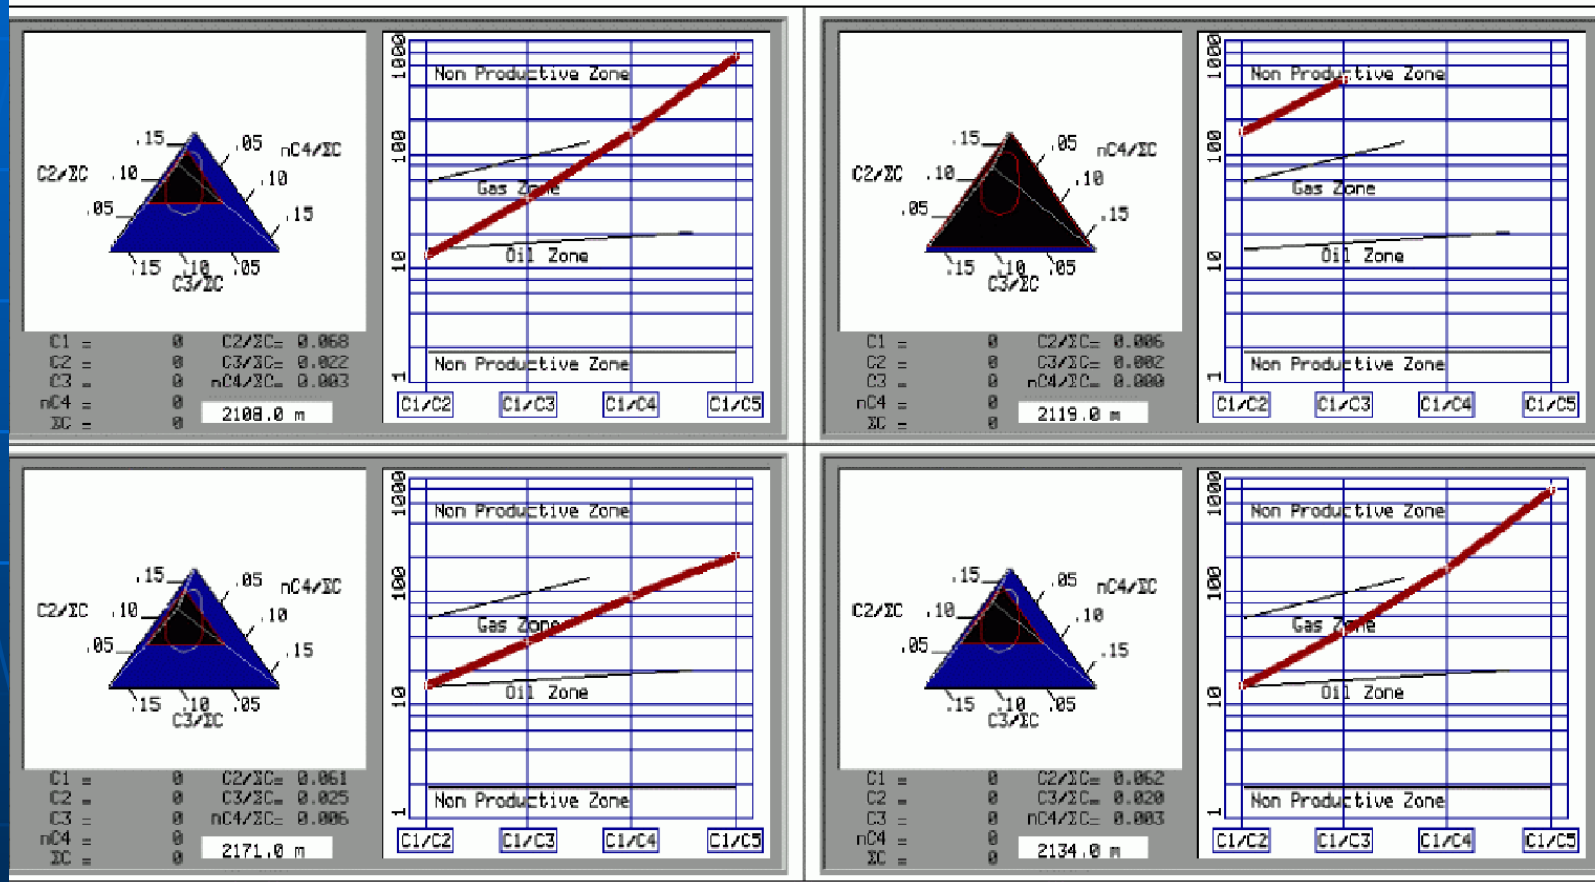 1000
Non Productive Zone
.15
.05
nC4/ΣC
100
C2/ΣC
.10
.10
Gas Zone
.05
.15
10
Oil Zone
.15
.10
.05
C3/ΣC
C1 = 0 C2/ΣC= 0.068
C2 = 0 C3/ΣC= 0.022
C3 = 0 nC4/ΣC= 0.003
nC4 = 0
ΣC = 0
2108.0 m
Non Productive Zone
1
C1/C2 C1/C3 C1/C4 C1/C5
1000
Non Productive Zone
.15
.05
nC4/ΣC
100
C2/ΣC
.10
.10
Gas Zone
.05
.15
10
Oil Zone
.15
.10
.05
C3/ΣC
C1 = 0 C2/ΣC= 0.006
C2 = 0 C3/ΣC= 0.002
C3 = 0 nC4/ΣC= 0.000
nC4 = 0
ΣC = 0
2119.0 m
Non Productive Zone
1
C1/C2 C1/C3 C1/C4 C1/C5
1000
Non Productive Zone
.15
.05
nC4/ΣC
100
C2/ΣC
.10
.10
Gas Zone
.05
.15
10
Oil Zone
.15
.10
.05
C3/ΣC
C1 = 0 C2/ΣC= 0.061
C2 = 0 C3/ΣC= 0.025
C3 = 0 nC4/ΣC= 0.006
nC4 = 0
ΣC = 0
2171.0 m
Non Productive Zone
1
C1/C2 C1/C3 C1/C4 C1/C5
1000
Non Productive Zone
.15
.05
nC4/ΣC
100
C2/ΣC
.10
.10
Gas Zone
.05
.15
10
Oil Zone
.15
.10
.05
C3/ΣC
C1 = 0 C2/ΣC= 0.062
C2 = 0 C3/ΣC= 0.020
C3 = 0 nC4/ΣC= 0.003
nC4 = 0
ΣC = 0
2134.0 m
Non Productive Zone
1
C1/C2 C1/C3 C1/C4 C1/C5